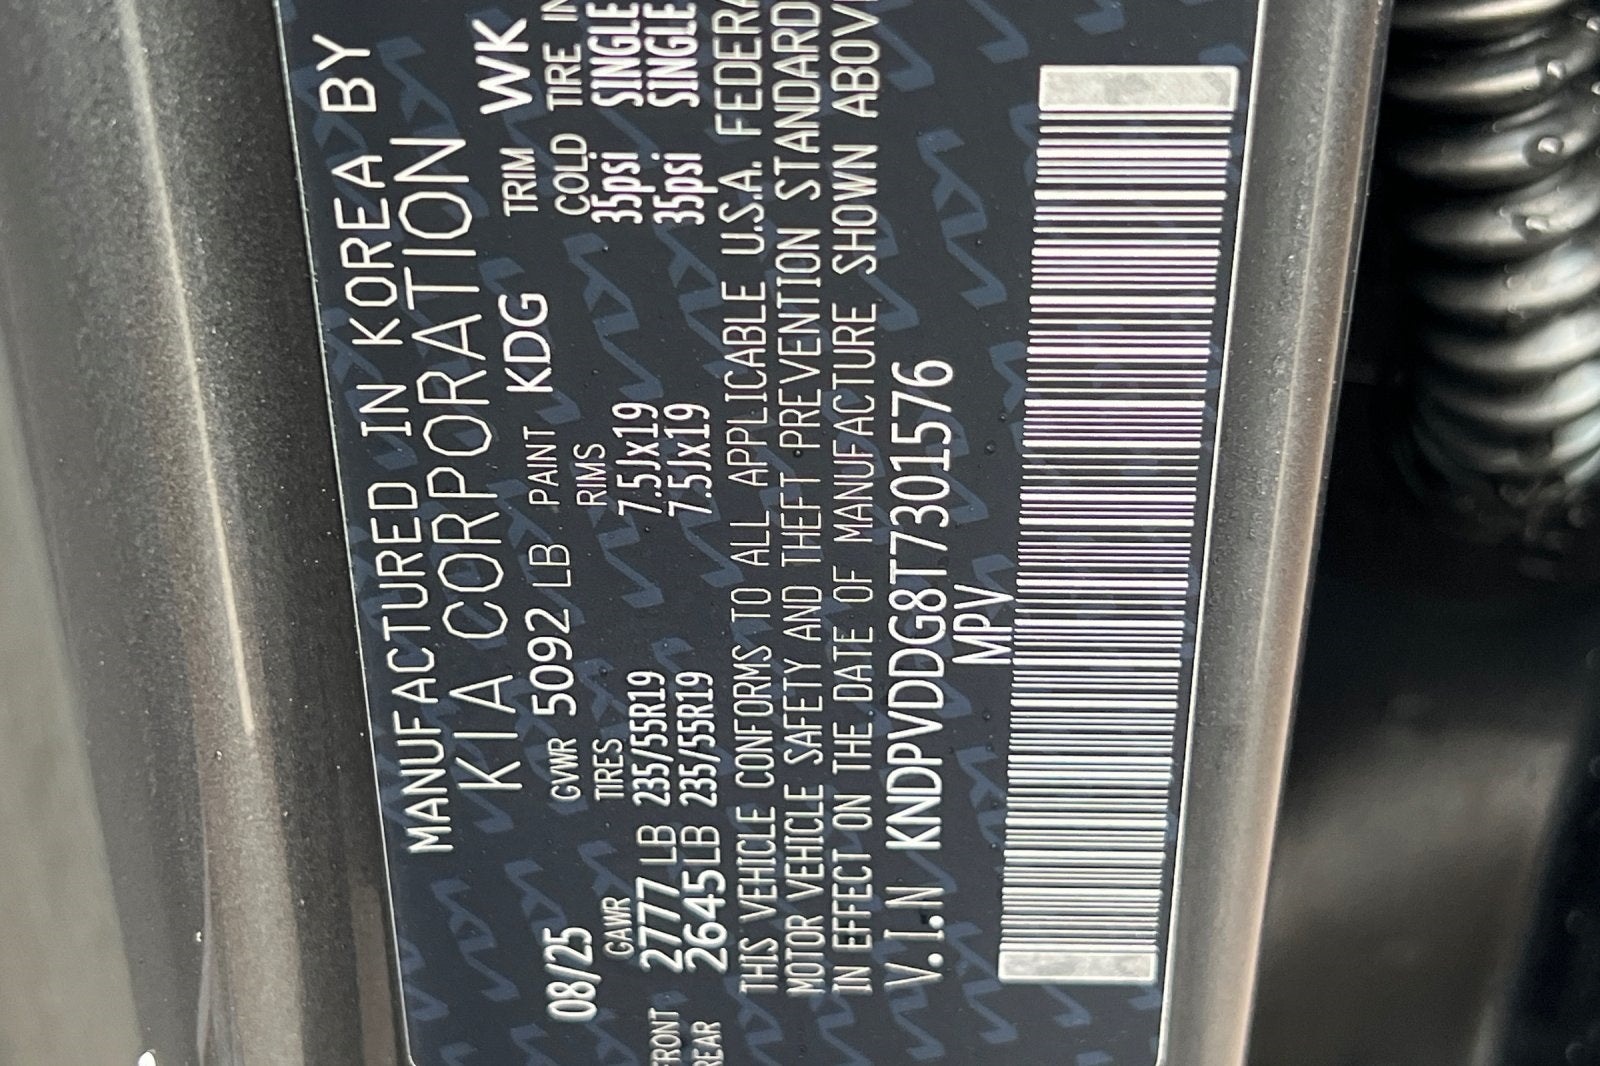 MANUFACTURED IN KOREA BY
KIA CORPORATION
08/25 GVWR 5092 LB PAINT KDG TRIM WK
GAWR TIRES RIMS COLD TIRE
FRONT 2777 LB 235/55R19 7.5Jx19 35psi SINGLE
REAR 2645LB 235/55R19 7.5Jx19 35psi SINGLE
THIS VEHICLE CONFORMS TO ALL APPLICABLE U.S.A.
MOTOR VEHICLE SAFETY AND THEFT PREVENTION STANDARD
IN EFFECT ON THE DATE OF MANUFACTURE SHOWN ABOVE
V.I.N KNDPVDDG8T7301576
MPV